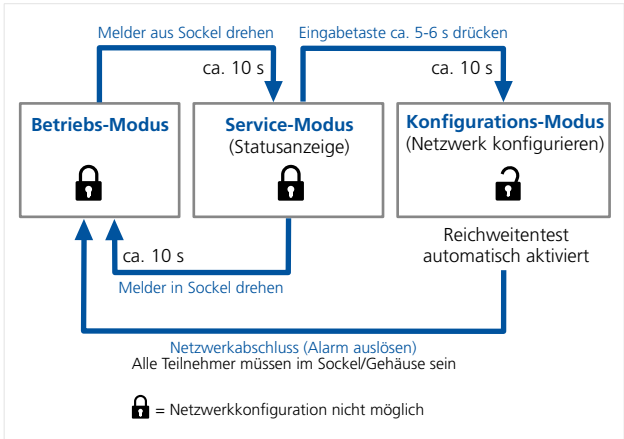 Melder aus Sockel drehen
Eingabetaste ca. 5-6 s drücken
ca. 10 s
ca. 10 s
Betriebs-Modus
Service-Modus
(Statusanzeige)
Konfigurations-Modus
(Netzwerk konfigurieren)
Reichweitentest
automatisch aktiviert
ca. 10 s
Melder in Sockel drehen
Netzwerkabschluss (Alarm auslösen)
Alle Teilnehmer müssen im Sockel/Gehäuse sein
= Netzwerkkonfiguration nicht möglich